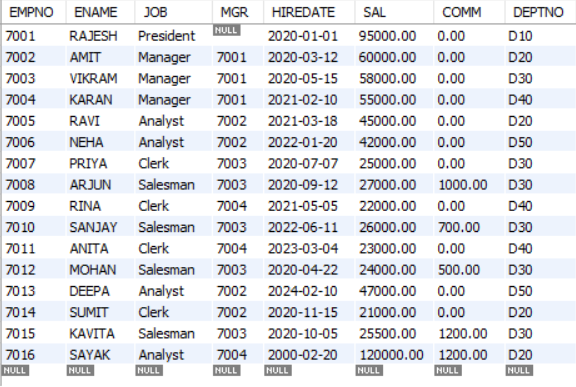 EMPNO ENAME JOB MGR HIREDATE SAL COMM DEPTNO
7001 RAJESH President NULL 2020-01-01 95000.00 0.00 D10
7002 AMIT Manager 7001 2020-03-12 60000.00 0.00 D20
7003 VIKRAM Manager 7001 2020-05-15 58000.00 0.00 D30
7004 KARAN Manager 7001 2021-02-10 55000.00 0.00 D40
7005 RAVI Analyst 7002 2021-03-18 45000.00 0.00 D20
7006 NEHA Analyst 7002 2022-01-20 42000.00 0.00 D50
7007 PRIYA Clerk 7003 2020-07-07 25000.00 0.00 D30
7008 ARJUN Salesman 7003 2020-09-12 27000.00 1000.00 D30
7009 RINA Clerk 7004 2021-05-05 22000.00 0.00 D40
7010 SANJAY Salesman 7003 2022-06-11 26000.00 700.00 D30
7011 ANITA Clerk 7004 2023-03-04 23000.00 0.00 D40
7012 MOHAN Salesman 7003 2020-04-22 24000.00 500.00 D30
7013 DEEPA Analyst 7002 2024-02-10 47000.00 0.00 D50
7014 SUMIT Clerk 7002 2020-11-15 21000.00 0.00 D20
7015 KAVITA Salesman 7003 2020-10-05 25500.00 1200.00 D30
7016 SAYAK Analyst 7004 2000-02-20 120000.00 1200.00 D20
NULL NULL NULL NULL NULL NULL NULL NULL